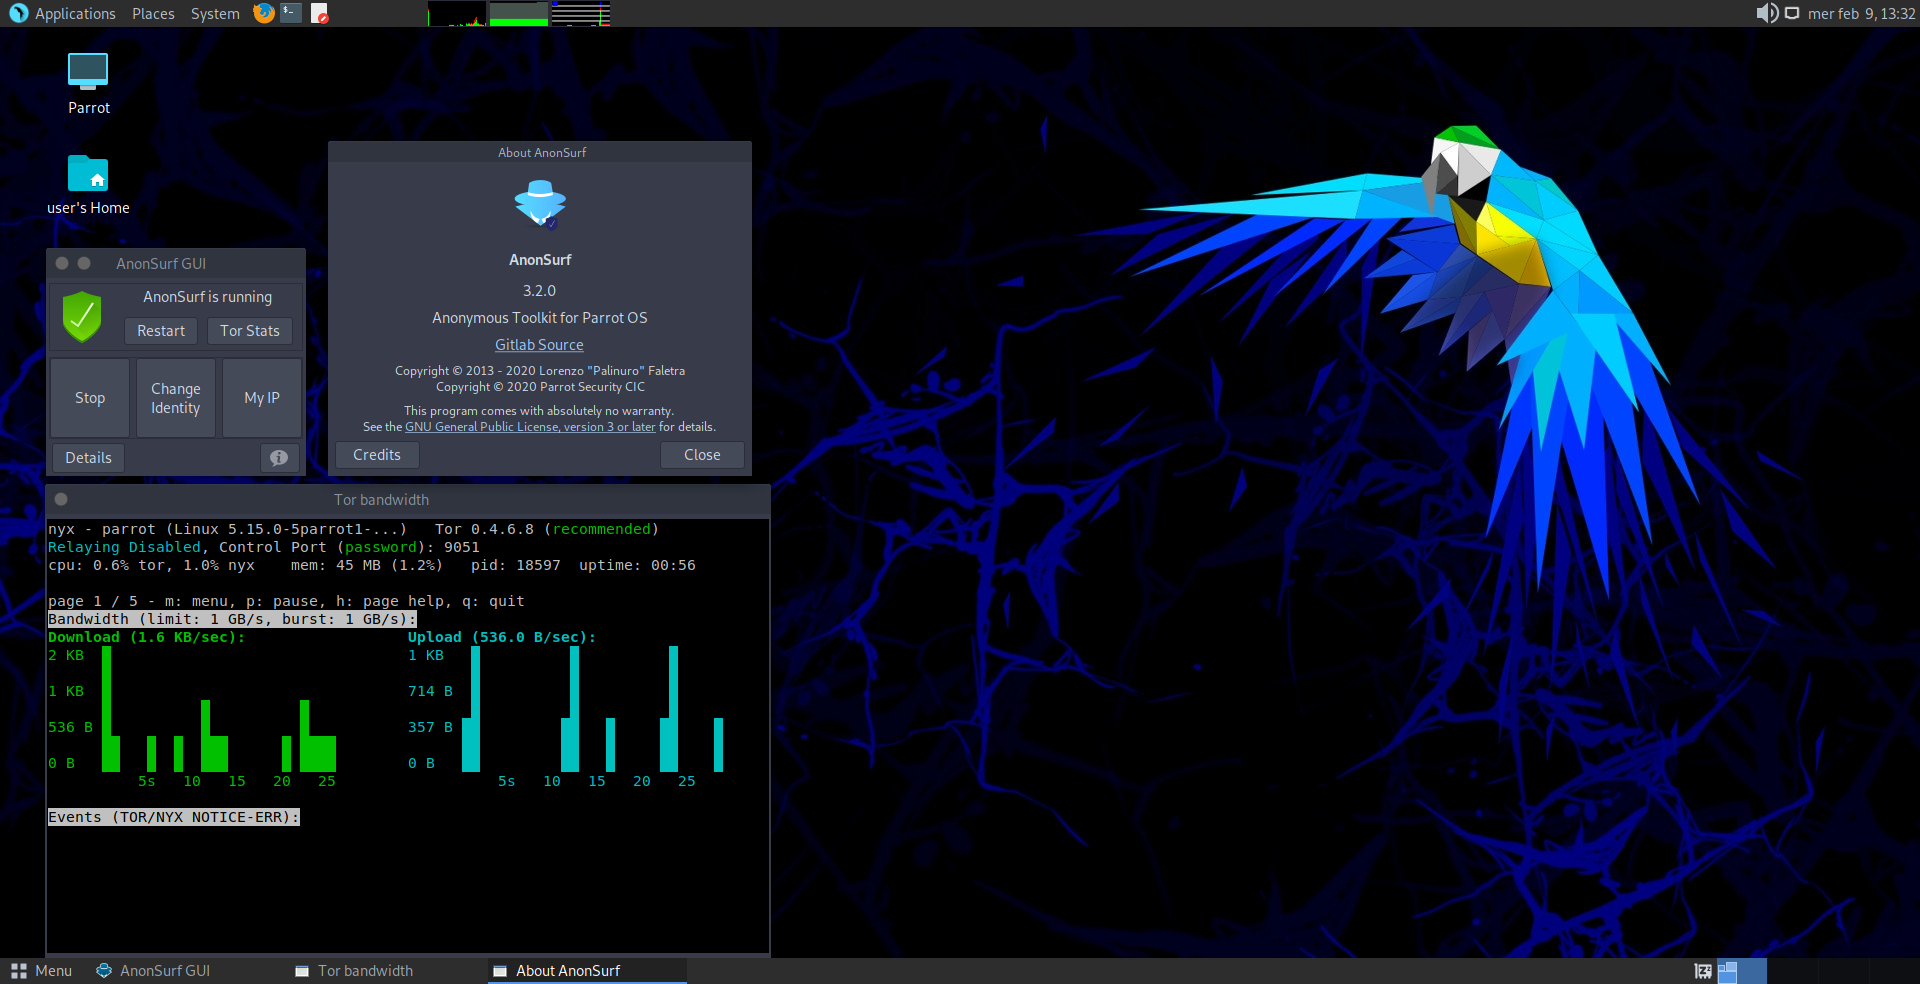 Applications Places System
mer feb 9, 13:32
Parrot
user's Home
AnonSurf GUI
AnonSurf is running
Restart Tor Stats
Stop
Change
Identity
My IP
Details
About AnonSurf
AnonSurf
3.2.0
Anonymous Toolkit for Parrot OS
Gitlab Source
Copyright © 2013 - 2020 Lorenzo "Palinuro" Faletra
Copyright © 2020 Parrot Security CIC
This program comes with absolutely no warranty.
See the GNU General Public License, version 3 or later for details.
Credits Close
Tor bandwidth
nyx - parrot (Linux 5.15.0-5parrot1-...) Tor 0.4.6.8 (recommended)
Relaying Disabled, Control Port (password): 9051
cpu: 0.6% tor, 1.0% nyx mem: 45 MB (1.2%) pid: 18597 uptime: 00:56
page 1 / 5 - m: menu, p: pause, h: page help, q: quit
Bandwidth (limit: 1 GB/s, burst: 1 GB/s):
Download (1.6 KB/sec): Upload (536.0 B/sec):
2 KB 1 KB
1 KB 714 B
536 B 357 B
0 B 0 B
5s 10 15 20 25 5s 10 15 20 25
Events (TOR/NYX NOTICE-ERR):
Menu AnonSurf GUI Tor bandwidth About AnonSurf